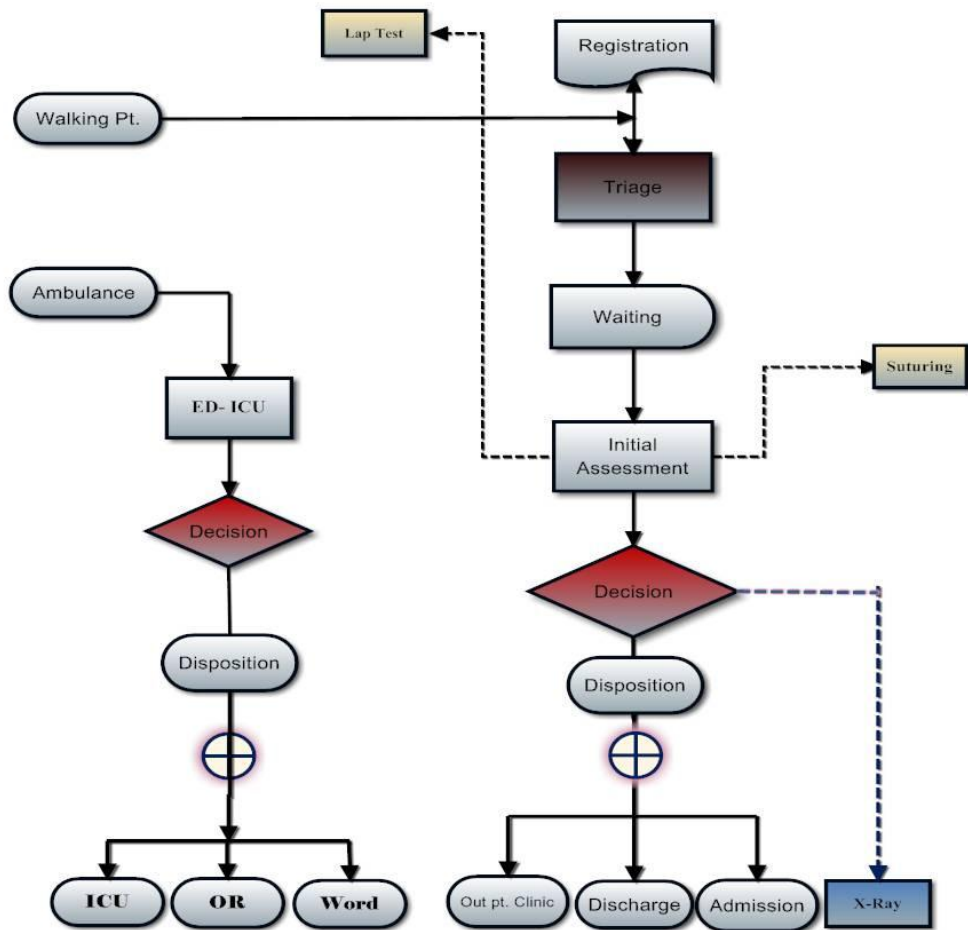 Lap Test
Registration
Walking Pt.
Triage
Ambulance
Waiting
Suturing
ED- ICU
Initial
Assessment
Decision
Decision
Disposition
Disposition
ICU
OR
Word
Out pt. Clinic
Discharge
Admission
X-Ray